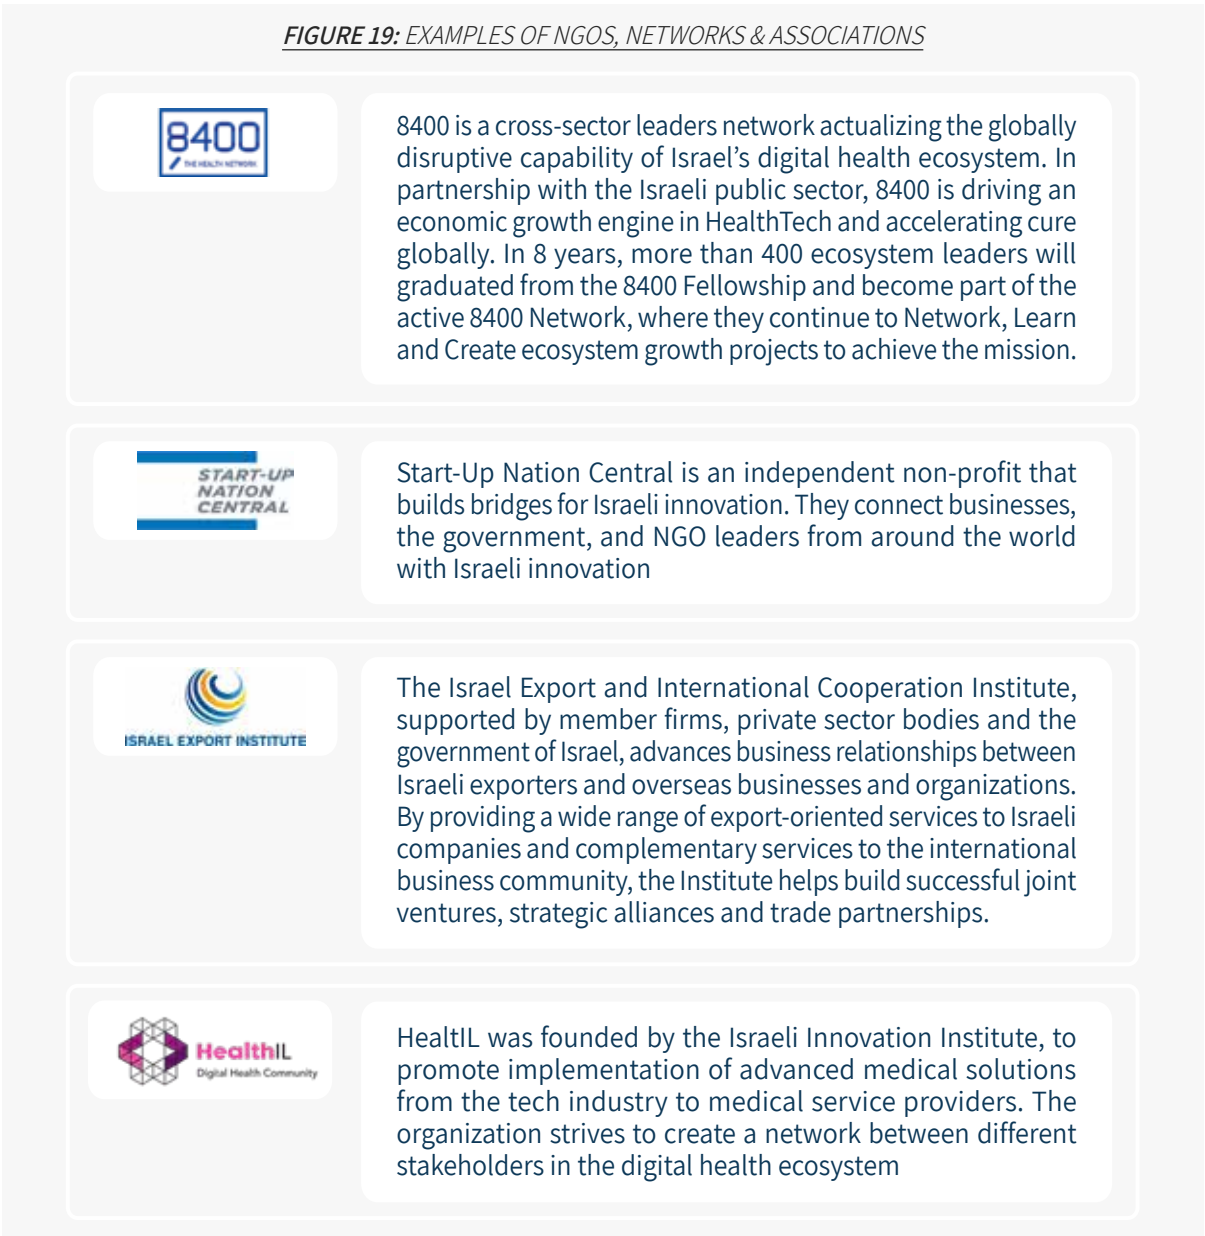 FIGURE 19: EXAMPLES OF NGOS, NETWORKS & ASSOCIATIONS
8400
THE HEALTH NETWORK
8400 is a cross-sector leaders network actualizing the globally
disruptive capability of Israel’s digital health ecosystem. In
partnership with the Israeli public sector, 8400 is driving an
economic growth engine in HealthTech and accelerating cure
globally. In 8 years, more than 400 ecosystem leaders will
graduated from the 8400 Fellowship and become part of the
active 8400 Network, where they continue to Network, Learn
and Create ecosystem growth projects to achieve the mission.
START-UP
NATION
CENTRAL
Start-Up Nation Central is an independent non-profit that
builds bridges for Israeli innovation. They connect businesses,
the government, and NGO leaders from around the world
with Israeli innovation
ISRAEL EXPORT INSTITUTE
The Israel Export and International Cooperation Institute,
supported by member firms, private sector bodies and the
government of Israel, advances business relationships between
Israeli exporters and overseas businesses and organizations.
By providing a wide range of export-oriented services to Israeli
companies and complementary services to the international
business community, the Institute helps build successful joint
ventures, strategic alliances and trade partnerships.
HealthIL
Digital Health Community
HealtIL was founded by the Israeli Innovation Institute, to
promote implementation of advanced medical solutions
from the tech industry to medical service providers. The
organization strives to create a network between different
stakeholders in the digital health ecosystem